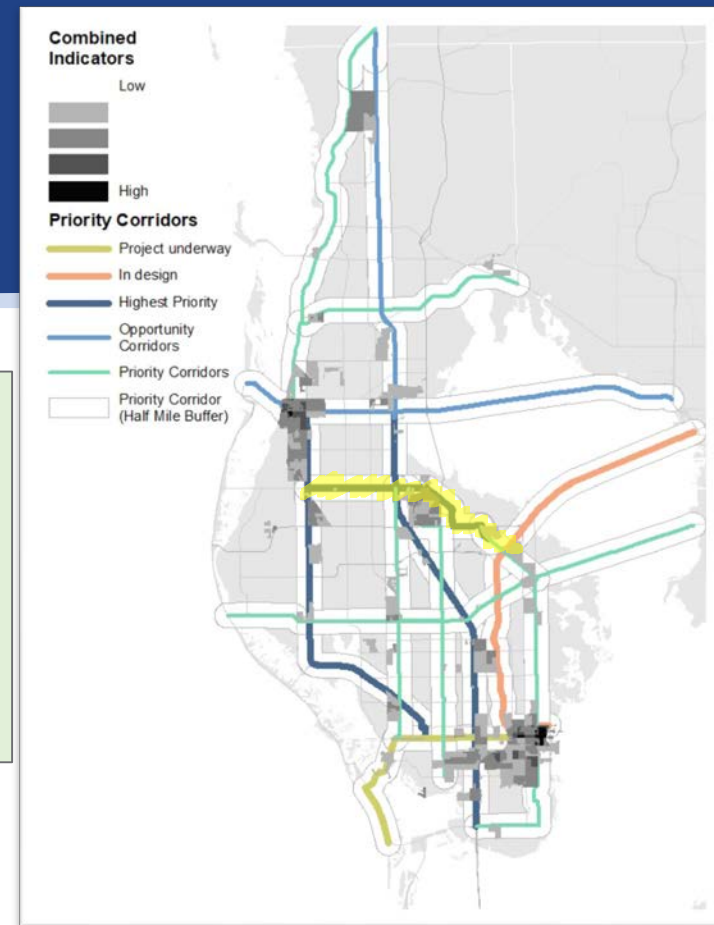 Combined
Indicators
Low
High
Priority Corridors
Project underway
In design
Highest Priority
Opportunity
Corridors
Priority Corridors
Priority Corridor
(Half Mile Buffer)